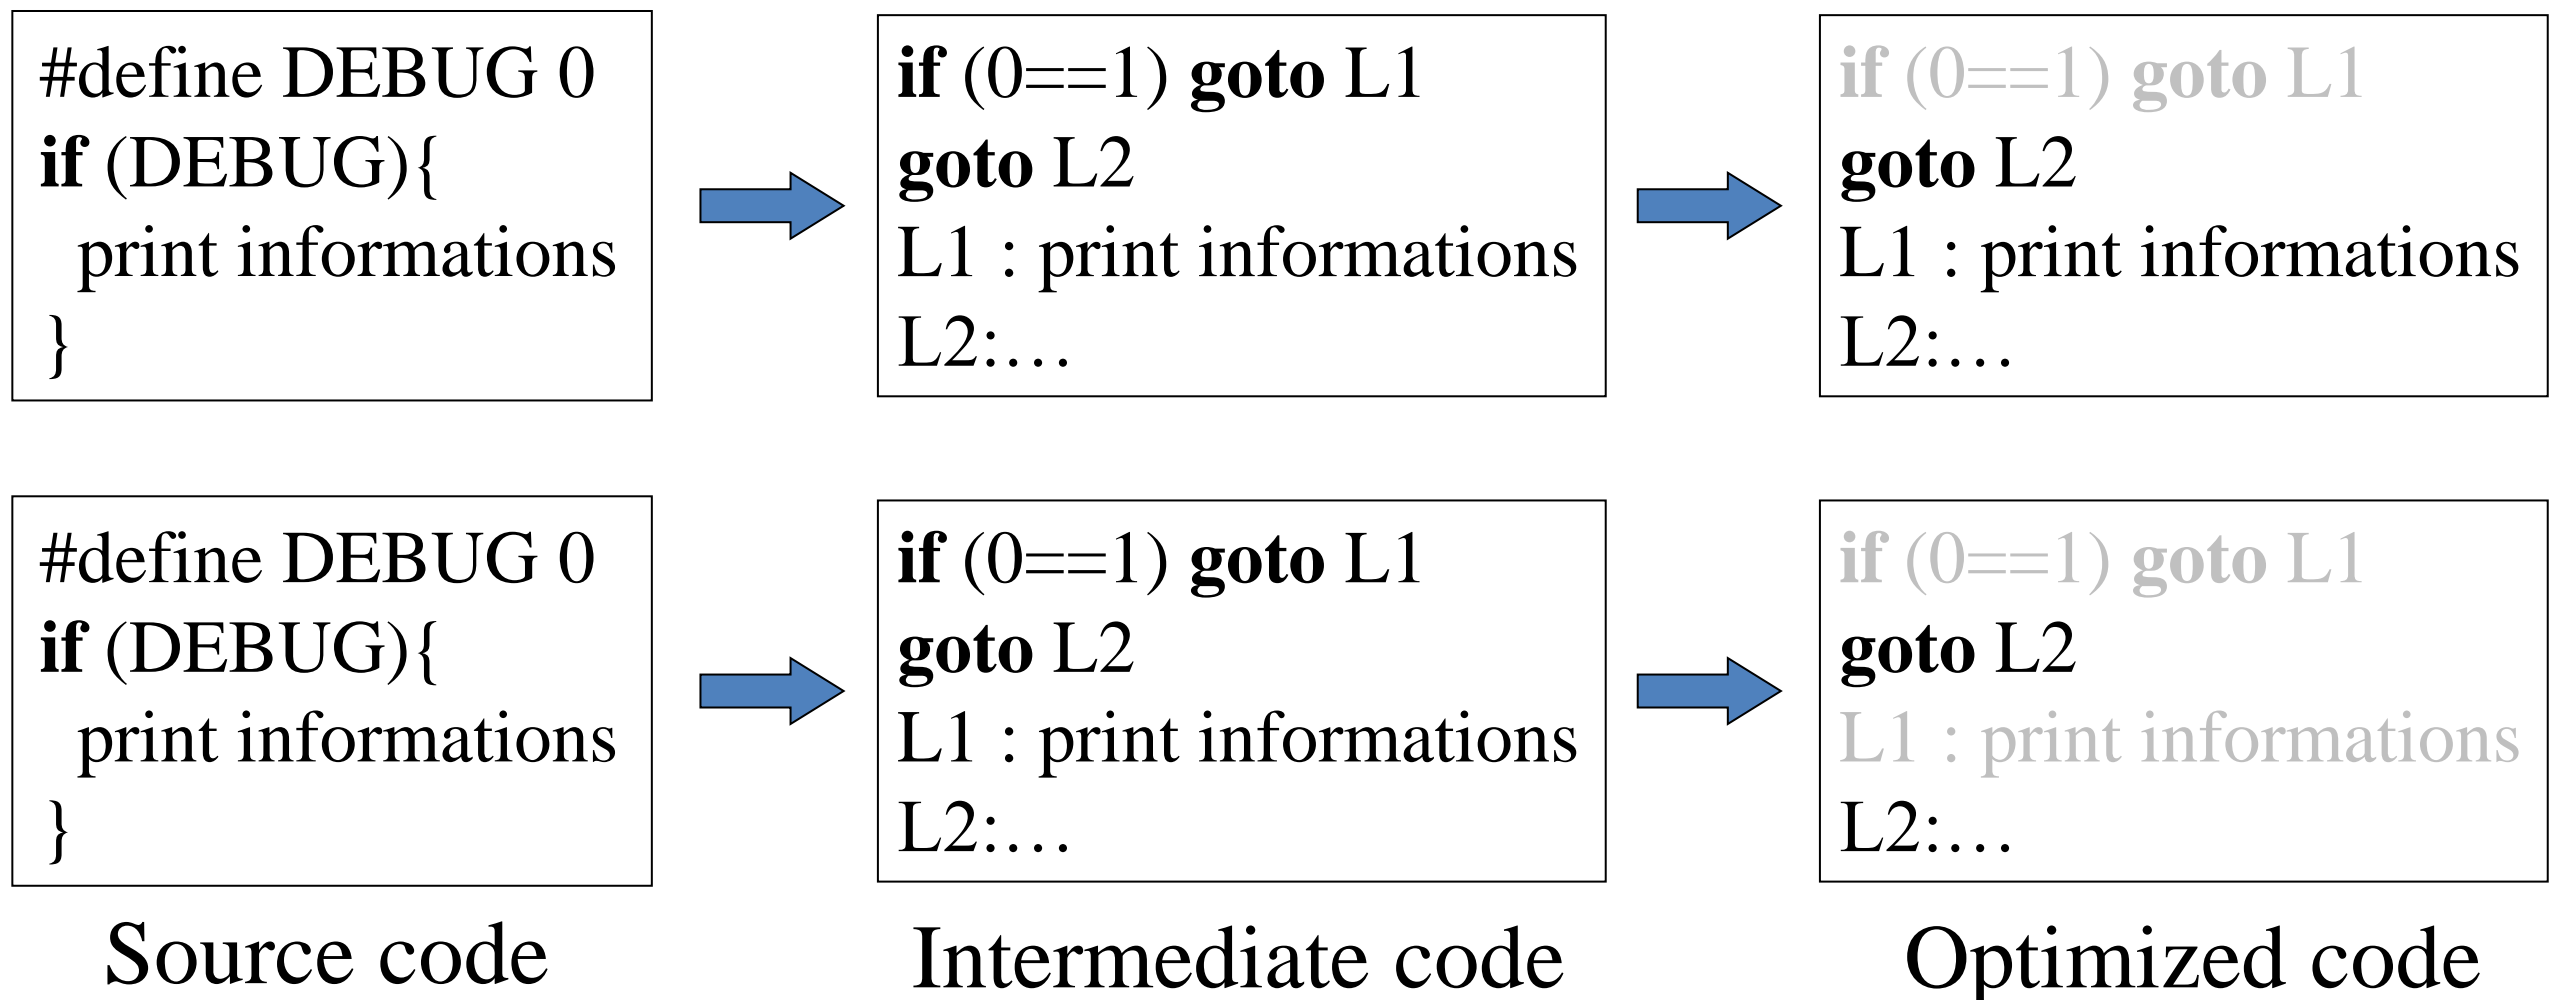 #define DEBUG 0
if (DEBUG){
print informations
}
if (0==1) goto L1
goto L2
L1 : print informations
L2:…
if (0==1) goto L1
goto L2
L1 : print informations
L2:…
#define DEBUG 0
if (DEBUG){
print informations
}
if (0==1) goto L1
goto L2
L1 : print informations
L2:…
if (0==1) goto L1
goto L2
L1 : print informations
L2:…
Source code
Intermediate code
Optimized code